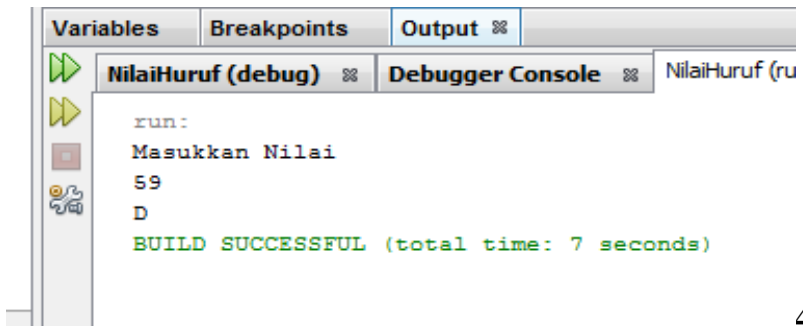 Variables Breakpoints Output
NilaiHuruf (debug) Debugger Console NilaiHuruf (ru
run:
Masukkan Nilai
59
D
BUILD SUCCESSFUL (total time: 7 seconds)